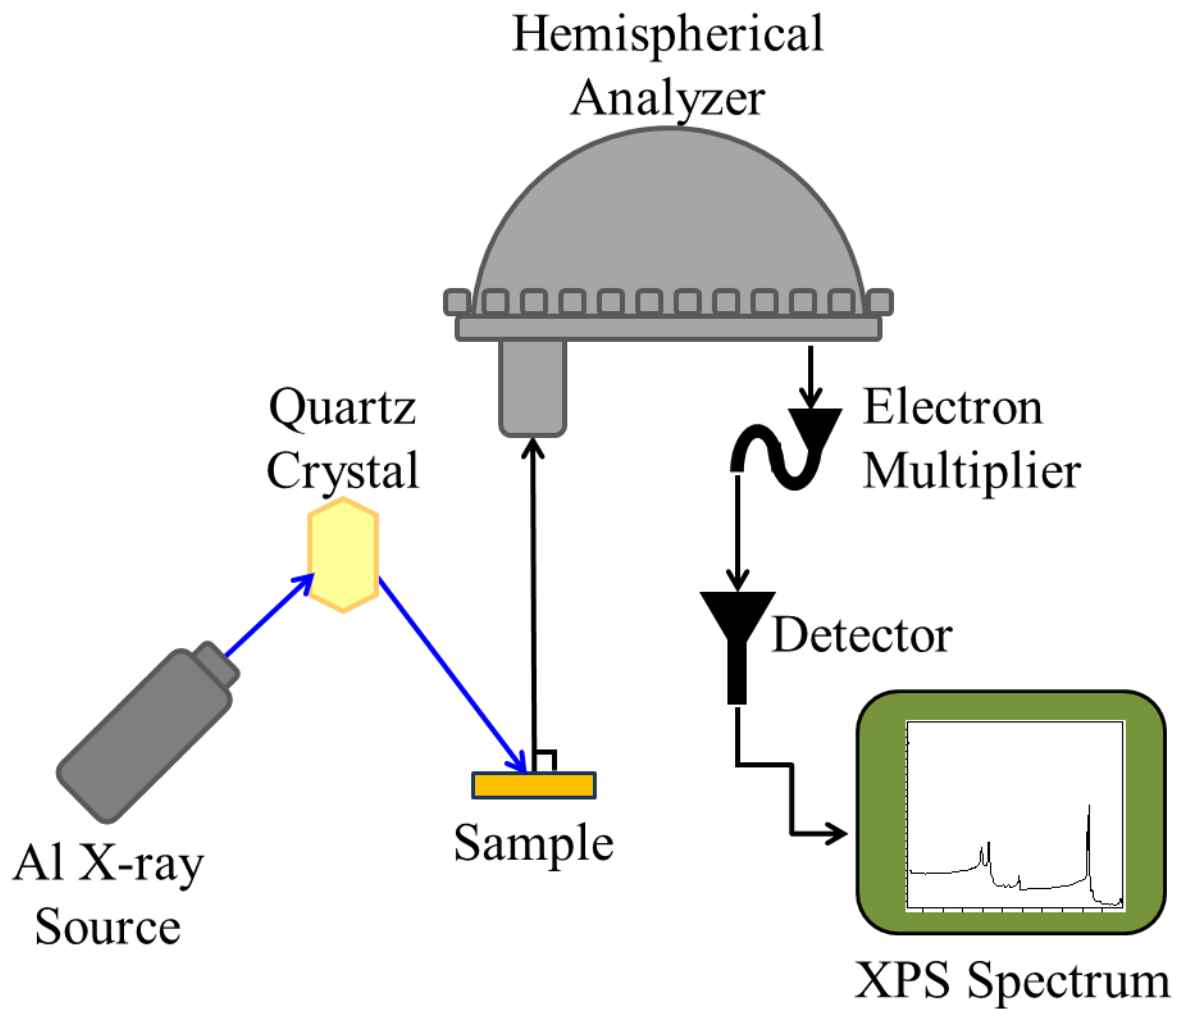 Hemispherical
Analyzer
Quartz
Crystal
Electron
Multiplier
Detector
Sample
Al X-ray
Source
XPS Spectrum